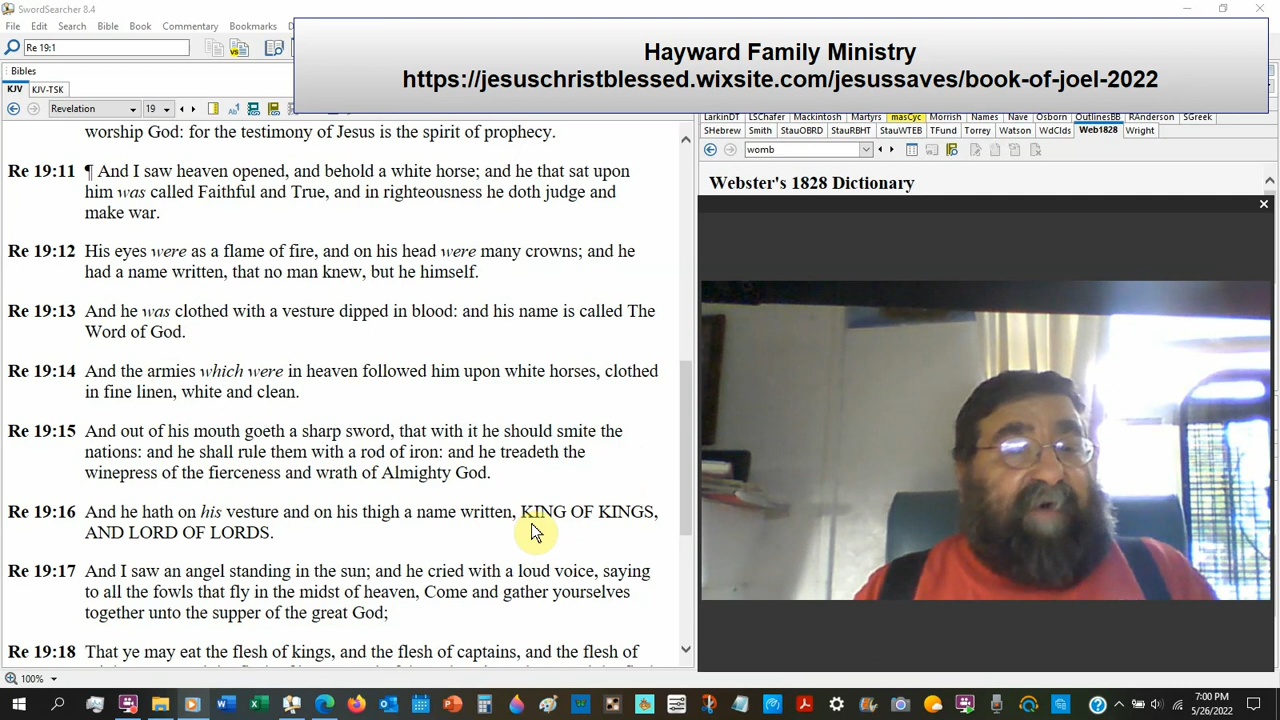 SwordSearcher 8.4
File Edit Search Bible Book Commentary Bookmarks
Hayward Family Ministry
https://jesuschristblessed.wixsite.com/jesussaves/book-of-joel-2022
Re 19:1
Bibles
KJV KJV-TSK
Revelation 19
LarkinDT LSChafer Mackintosh Martyrs masCyc Morrish Names Nave Osborn OutlinesBB RAnderson SGreek
SHebrew Smith StauOBRD StauRBHT StauWTEB TFund Torrey Watson WdClds Web1828 Wright
womb
Webster's 1828 Dictionary
worship God: for the testimony of Jesus is the spirit of prophecy.
Re 19:11 ¶ And I saw heaven opened, and behold a white horse; and he that sat upon
him was called Faithful and True, and in righteousness he doth judge and
make war.
Re 19:12 His eyes were as a flame of fire, and on his head were many crowns; and he
had a name written, that no man knew, but he himself.
Re 19:13 And he was clothed with a vesture dipped in blood: and his name is called The
Word of God.
Re 19:14 And the armies which were in heaven followed him upon white horses, clothed
in fine linen, white and clean.
Re 19:15 And out of his mouth goeth a sharp sword, that with it he should smite the
nations: and he shall rule them with a rod of iron: and he treadeth the
winepress of the fierceness and wrath of Almighty God.
Re 19:16 And he hath on his vesture and on his thigh a name written, KING OF KINGS,
AND LORD OF LORDS.
Re 19:17 And I saw an angel standing in the sun; and he cried with a loud voice, saying
to all the fowls that fly in the midst of heaven, Come and gather yourselves
together unto the supper of the great God;
Re 19:18 That ye may eat the flesh of kings, and the flesh of captains, and the flesh of
100%
7:00 PM
5/26/2022